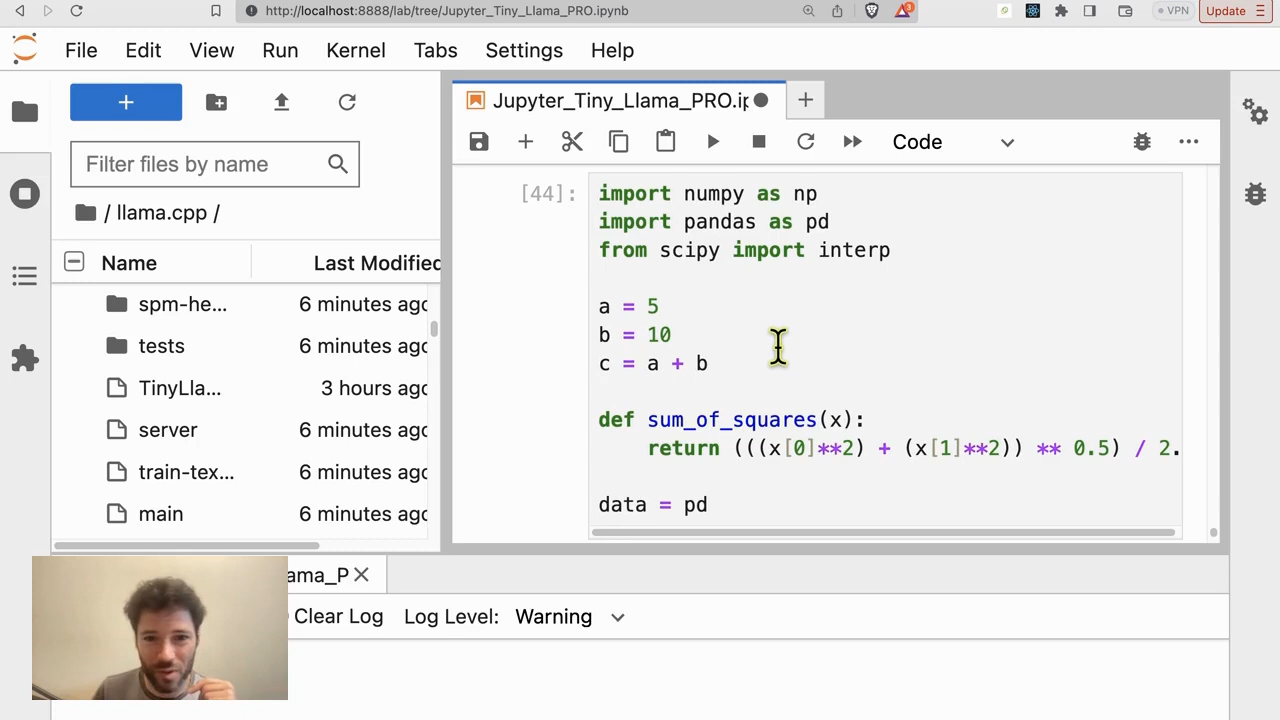 http://localhost:8888/lab/tree/Jupyter_Tiny_Llama_PRO.ipynb
3
VPN
Update
File Edit View Run Kernel Tabs Settings Help
Jupyter_Tiny_Llama_PRO.ip
Code
Filter files by name
/ llama.cpp /
Name Last Modified
spm-he... 6 minutes ago
tests 6 minutes ago
TinyLla... 3 hours ago
server 6 minutes ago
train-tex... 6 minutes ago
main 6 minutes ago
[44]:
import numpy as np
import pandas as pd
from scipy import interp
a = 5
b = 10
c = a + b
def sum_of_squares(x):
return (((x[0]**2) + (x[1]**2)) ** 0.5) / 2.
data = pd
lama_P
Clear Log Log Level: Warning